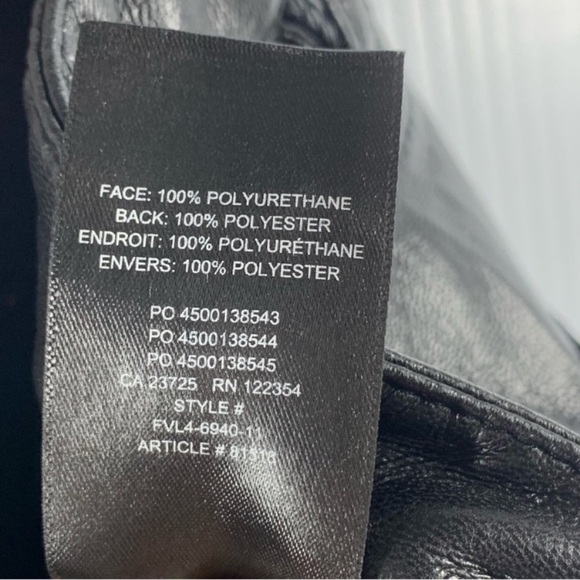 FACE: 100% POLYURETHANE
BACK: 100% POLYESTER
ENDROIT: 100% POLYURÉTHANE
ENVERS: 100% POLYESTER
PO 4500138543
PO 4500138544
PO 4500138545
CA 23725 RN 122354
STYLE #
FVL4-6940-11
ARTICLE #